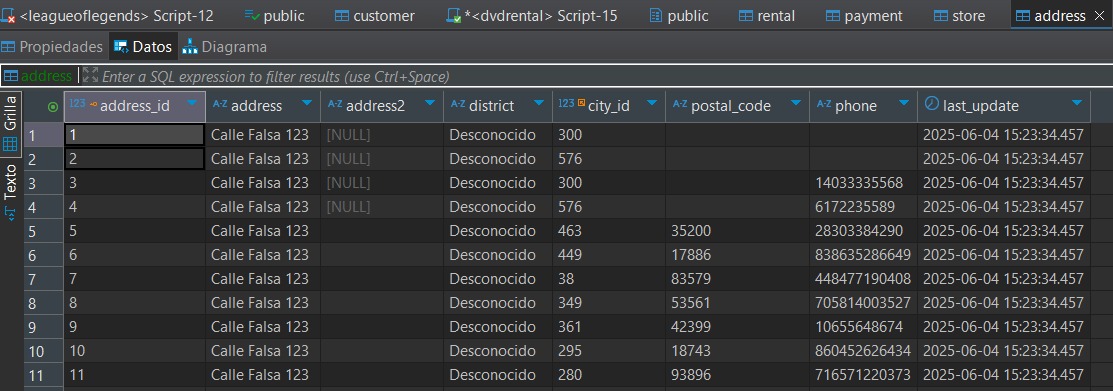 <leagueoflegends> Script-12 public customer *<dvdrental> Script-15 public rental payment store address
Propiedades Datos Diagrama
address Enter a SQL expression to filter results (use Ctrl+Space)
Grilla
Texto
123 address_id A-Z address A-Z address2 A-Z district 123 city_id A-Z postal_code A-Z phone last_update
1 1 Calle Falsa 123 [NULL] Desconocido 300 2025-06-04 15:23:34.457
2 2 Calle Falsa 123 [NULL] Desconocido 576 2025-06-04 15:23:34.457
3 3 Calle Falsa 123 [NULL] Desconocido 300 14033335568 2025-06-04 15:23:34.457
4 4 Calle Falsa 123 [NULL] Desconocido 576 6172235589 2025-06-04 15:23:34.457
5 5 Calle Falsa 123 Desconocido 463 35200 28303384290 2025-06-04 15:23:34.457
6 6 Calle Falsa 123 Desconocido 449 17886 838635286649 2025-06-04 15:23:34.457
7 7 Calle Falsa 123 Desconocido 38 83579 448477190408 2025-06-04 15:23:34.457
8 8 Calle Falsa 123 Desconocido 349 53561 705814003527 2025-06-04 15:23:34.457
9 9 Calle Falsa 123 Desconocido 361 42399 10655648674 2025-06-04 15:23:34.457
10 10 Calle Falsa 123 Desconocido 295 18743 860452626434 2025-06-04 15:23:34.457
11 11 Calle Falsa 123 Desconocido 280 93896 716571220373 2025-06-04 15:23:34.457